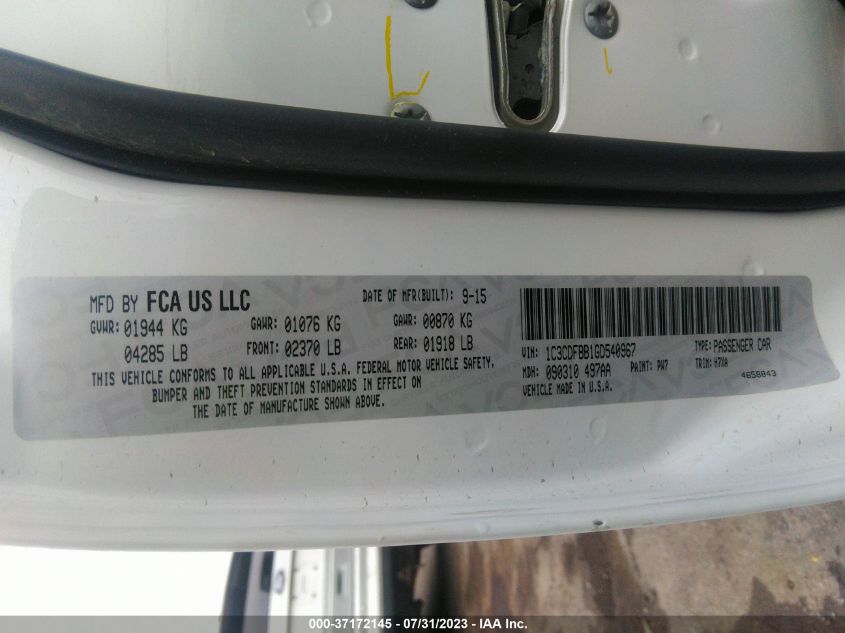 MFD BY FCA US LLC
DATE OF MFR(BUILT): 9-15
GVWR: 01944 KG GAWR: 01076 KG GAWR: 00870 KG
04285 LB FRONT: 02370 LB REAR: 01918 LB
THIS VEHICLE CONFORMS TO ALL APPLICABLE U.S.A. FEDERAL MOTOR VEHICLE SAFETY,
BUMPER AND THEFT PREVENTION STANDARDS IN EFFECT ON
THE DATE OF MANUFACTURE SHOWN ABOVE.
VIN: 1C3CDFBB1GD540967 TYPE: PASSENGER CAR
MDH: 090310 497AA PAINT: PW7 TRIM: H7XA
VEHICLE MADE IN U.S.A. 4658843
000-37172145 - 07/31/2023 - © IAA Inc.